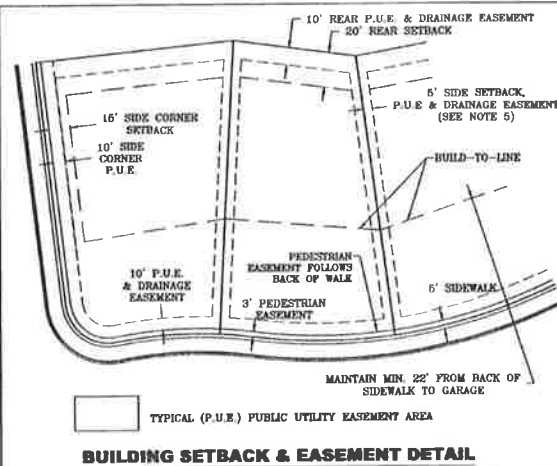 10' REAR P.U.E. & DRAINAGE EASEMENT
20' REAR SETBACK
5' SIDE SETBACK,
P.U.E & DRAINAGE EASEMENT
(SEE NOTE 5)
15' SIDE CORNER
SETBACK
10' SIDE
CORNER
P.U.E.
BUILD-TO-LINE
10' P.U.E.
& DRAINAGE
EASEMENT
PEDESTRIAN
EASEMENT FOLLOWS
BACK OF WALK
3' PEDESTRIAN
EASEMENT
5' SIDEWALK
MAINTAIN MIN. 22' FROM BACK OF
SIDEWALK TO GARAGE
TYPICAL (P.U.E.) PUBLIC UTILITY EASEMENT AREA
BUILDING SETBACK & EASEMENT DETAIL